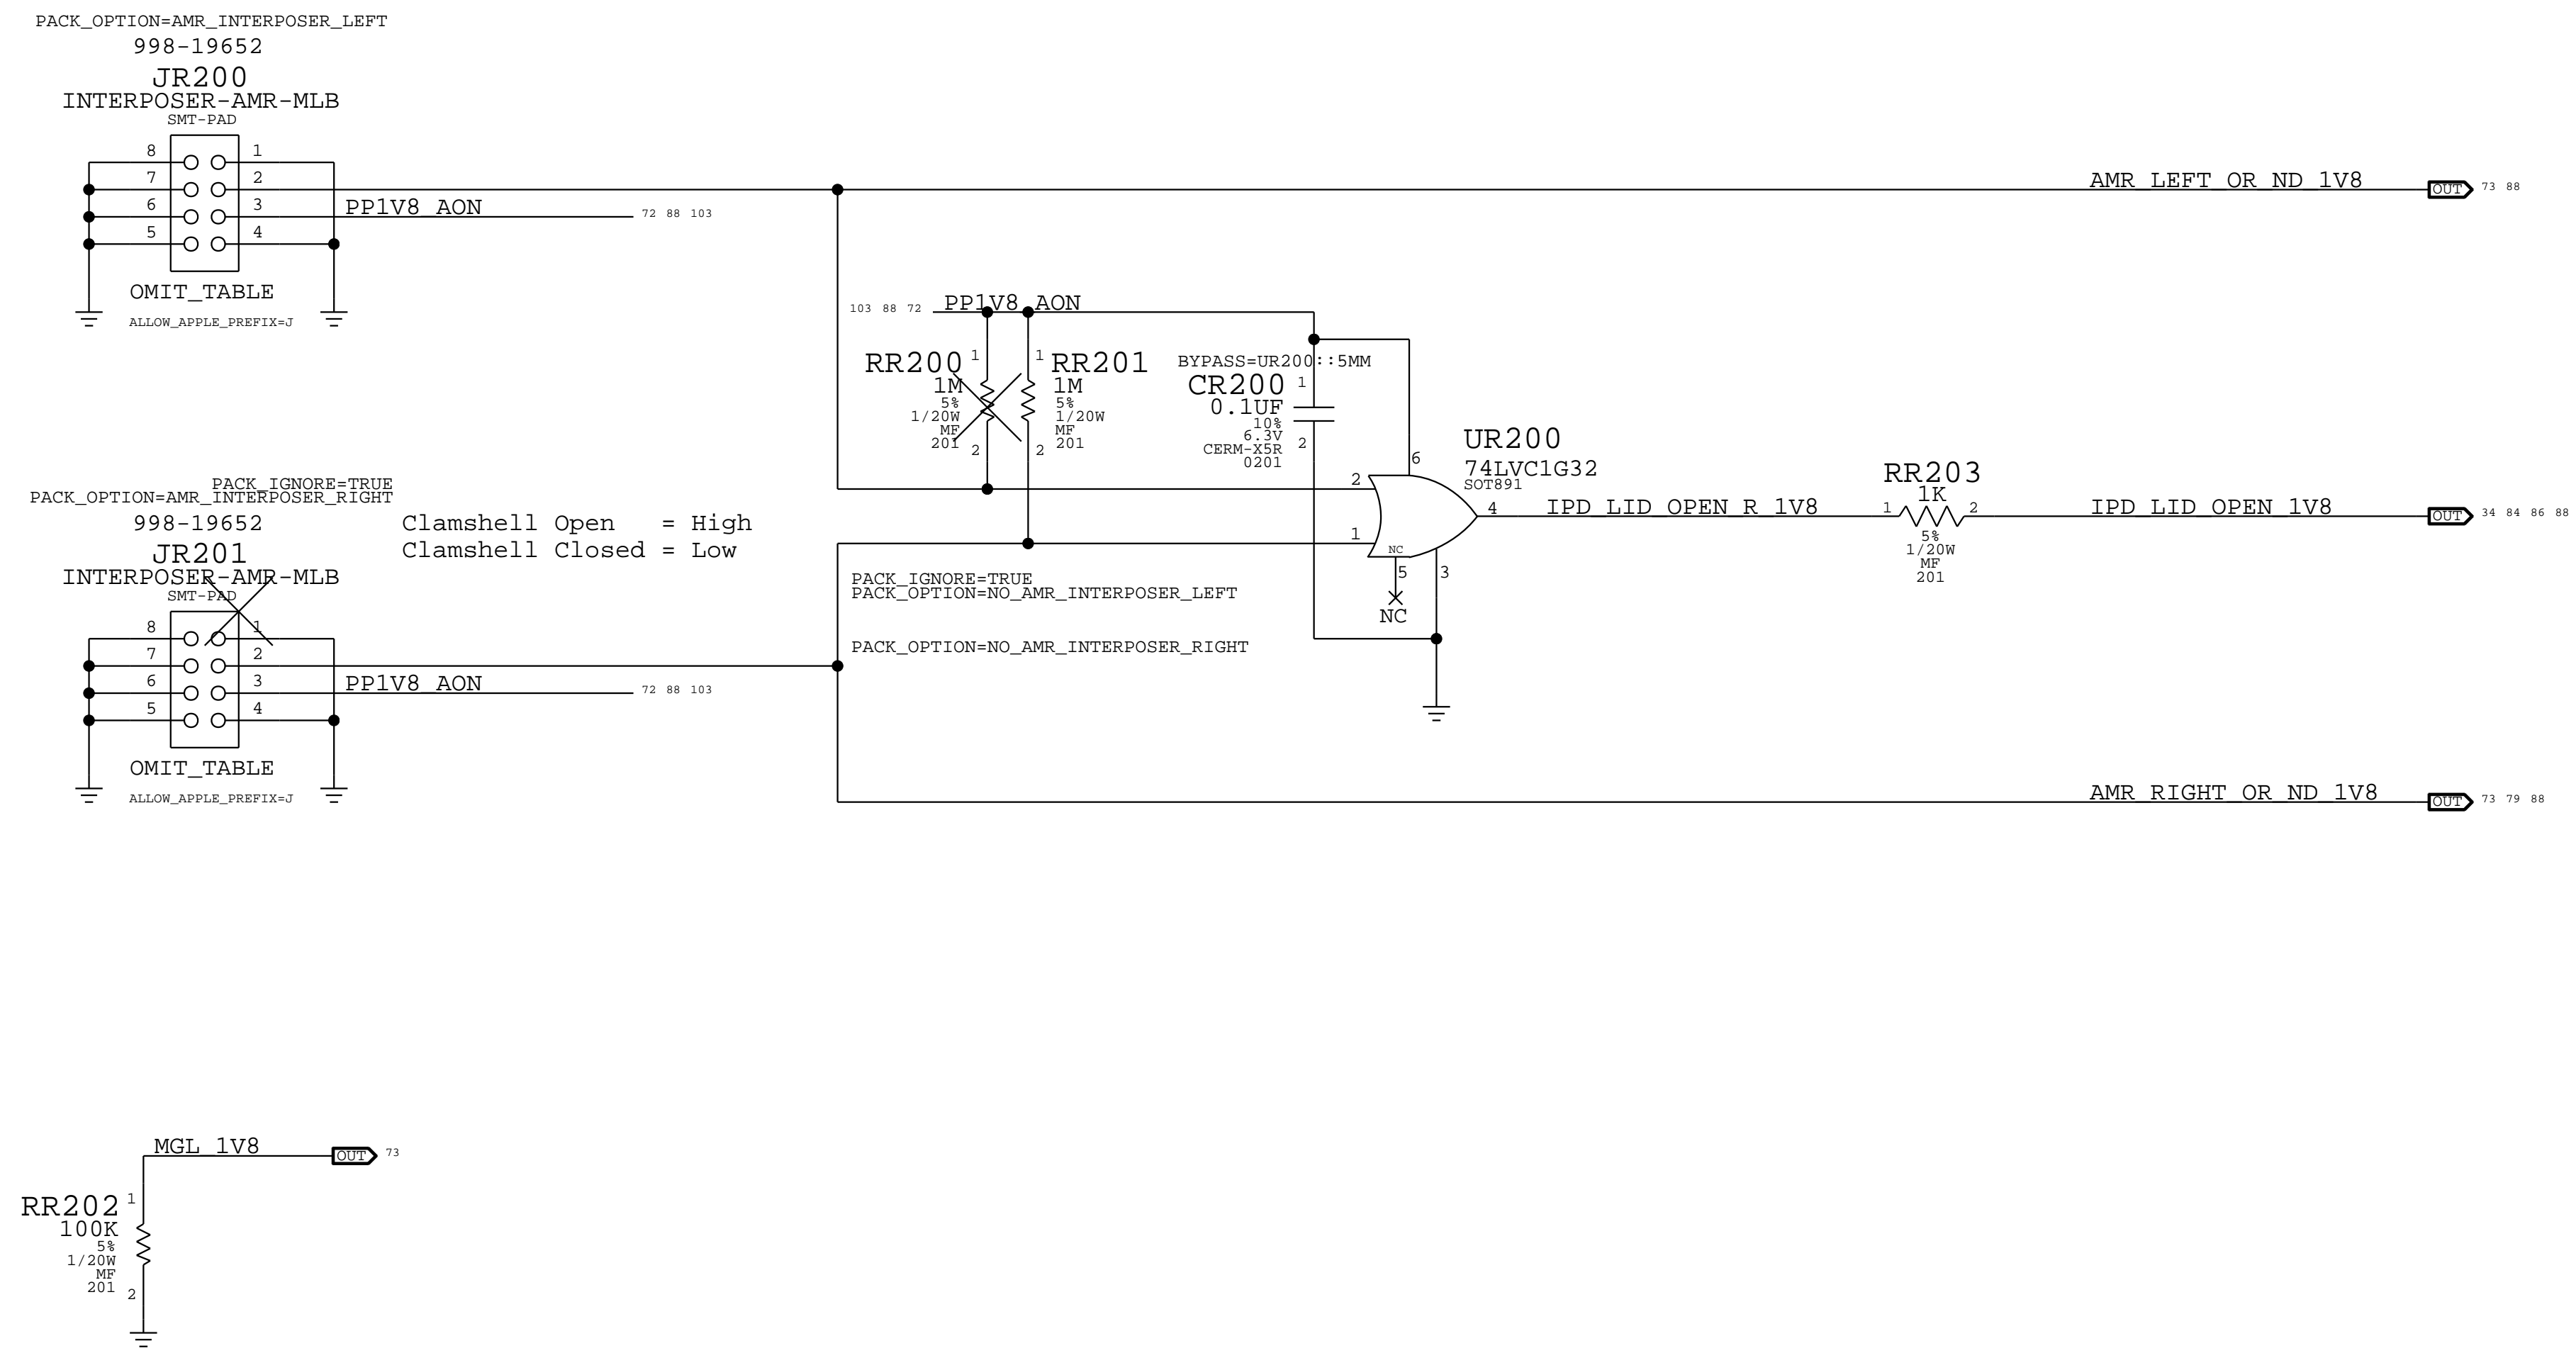 PACK_OPTION=AMR_INTERPOSER_LEFT
998-19652
JR200
INTERPOSER-AMR-MLB
SMT-PAD
8 1
7 2
6 3
5 4
PP1V8_AON
72 88 103
OMIT_TABLE
ALLOW_APPLE_PREFIX=J
AMR_LEFT_OR_ND_1V8
OUT
73 88
103 88 72
PP1V8_AON
RR200
1M
5%
1/20W
MF
201
1
2
RR201
1M
5%
1/20W
MF
201
1
2
BYPASS=UR200::5MM
CR200
0.1UF
10%
6.3V
CERM-X5R
0201
1
2
UR200
74LVC1G32
SOT891
6
2
1
4
NC
5
3
NC
IPD_LID_OPEN_R_1V8
RR203
1K
1 2
5%
1/20W
MF
201
IPD_LID_OPEN_1V8
OUT
34 84 86 88
PACK_IGNORE=TRUE
PACK_OPTION=AMR_INTERPOSER_RIGHT
998-19652
JR201
INTERPOSER-AMR-MLB
SMT-PAD
8 1
7 2
6 3
5 4
PP1V8_AON
72 88 103
OMIT_TABLE
ALLOW_APPLE_PREFIX=J
Clamshell Open = High
Clamshell Closed = Low
PACK_IGNORE=TRUE
PACK_OPTION=NO_AMR_INTERPOSER_LEFT
PACK_OPTION=NO_AMR_INTERPOSER_RIGHT
AMR_RIGHT_OR_ND_1V8
OUT
73 79 88
MGL_1V8
OUT
73
RR202
100K
5%
1/20W
MF
201
1
2